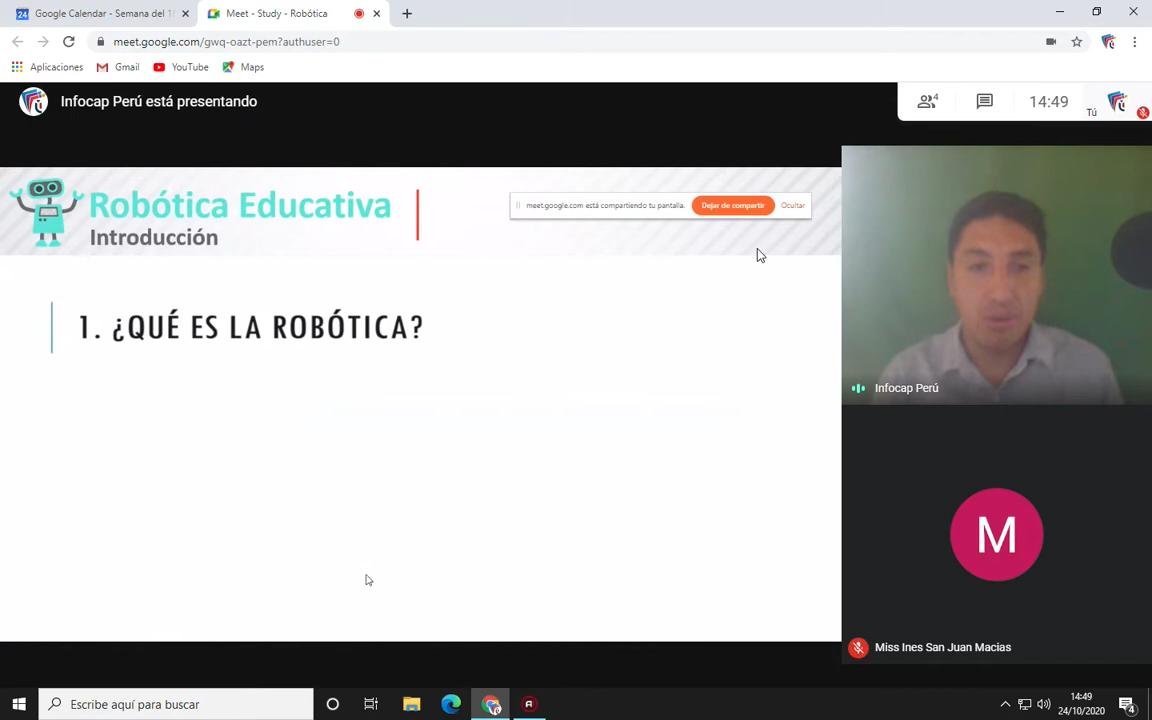 Google Calendar - Semana del 1
Meet - Study - Robótica
meet.google.com/gwq-oazt-pem?authuser=0
Aplicaciones
Gmail
YouTube
Maps
Infocap Perú está presentando
4
14:49
Tú
Robótica Educativa
Introducción
meet.google.com está compartiendo tu pantalla.
Dejar de compartir
Ocultar
1. ¿QUÉ ES LA ROBÓTICA?
Infocap Perú
M
Miss Ines San Juan Macias
Escribe aquí para buscar
14:49
24/10/2020
4